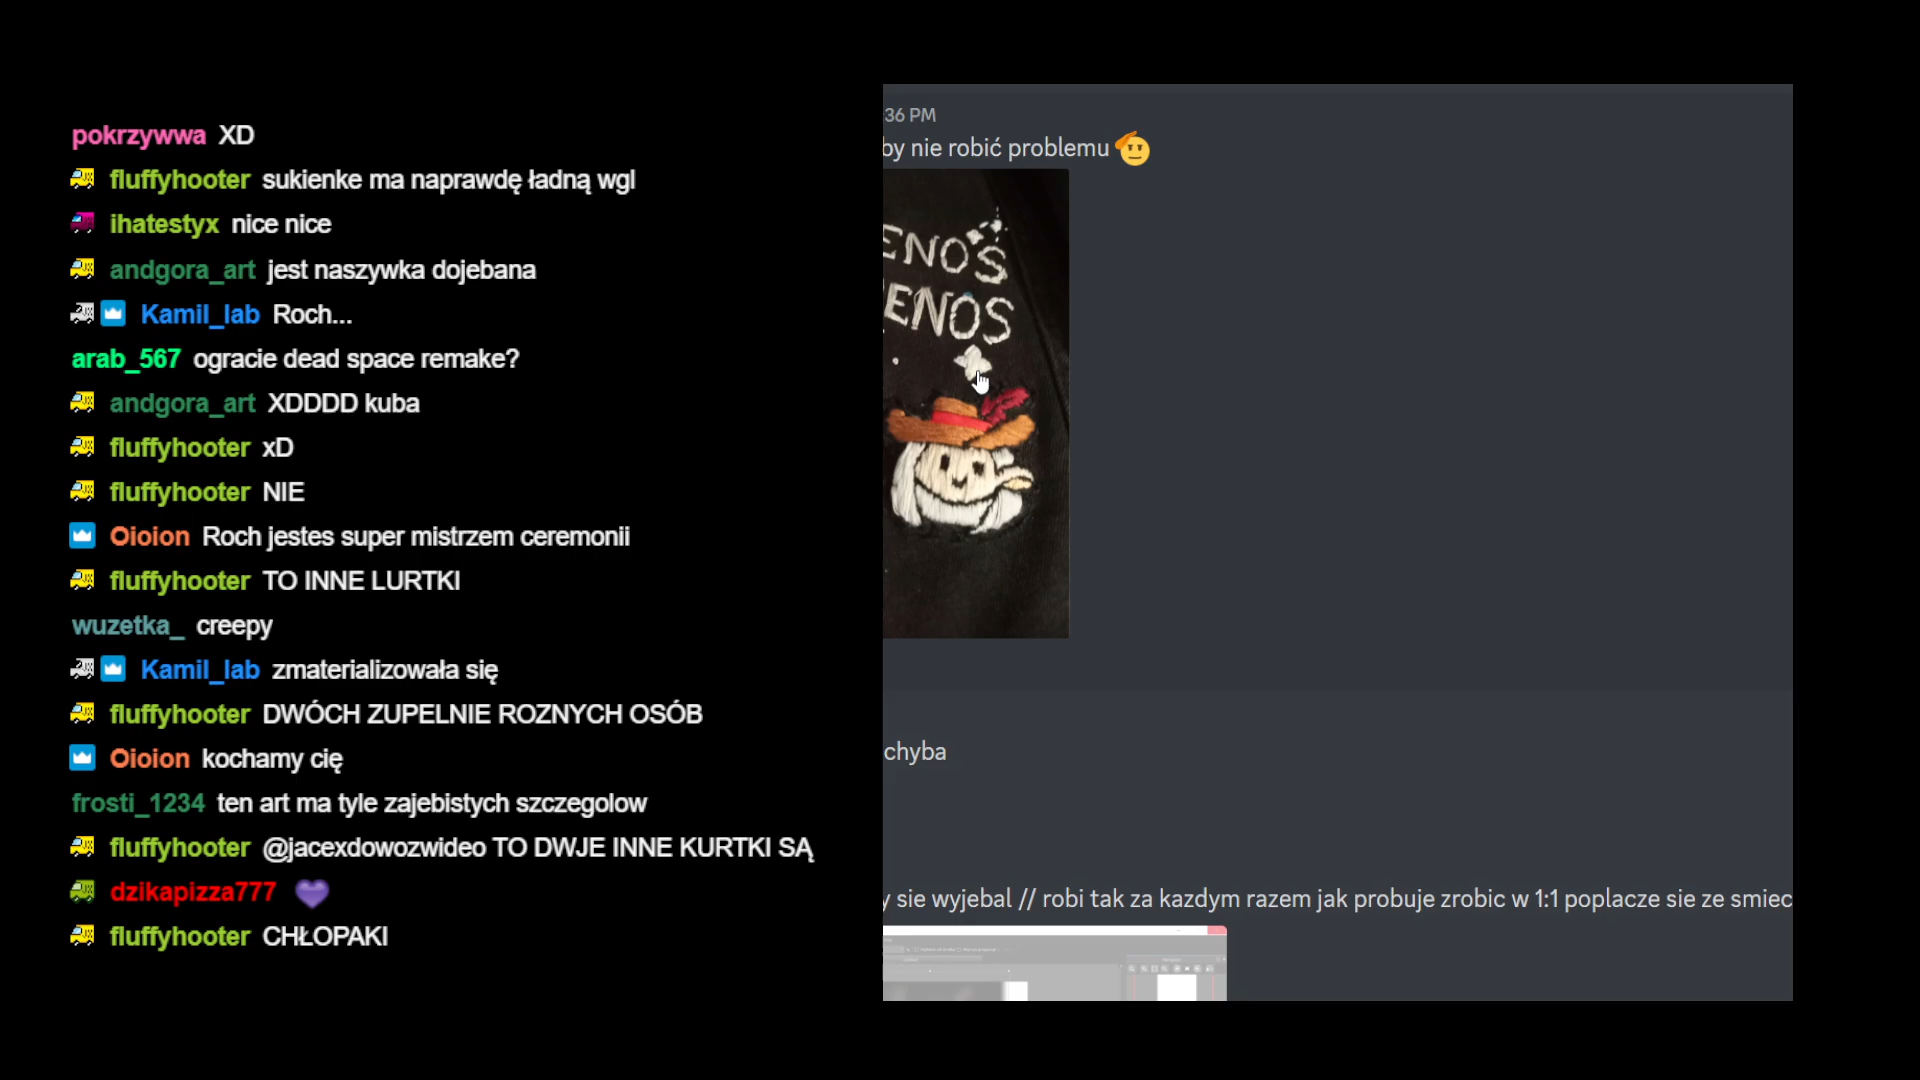 pokrzywwa XD
fluffyhooter sukienke ma naprawdę ładną wgl
ihatestyx nice nice
andgora_art jest naszywka dojebana
Kamil_lab Roch...
arab_567 ogracie dead space remake?
andgora_art XDDDD kuba
fluffyhooter xD
fluffyhooter NIE
Oioion Roch jestes super mistrzem ceremonii
fluffyhooter TO INNE LURTKI
wuzetka_ creepy
Kamil_lab zmaterializowała się
fluffyhooter DWÓCH ZUPELNIE ROZNYCH OSÓB
Oioion kochamy cię
frosti_1234 ten art ma tyle zajebistych szczegolow
fluffyhooter @jacexdowozwideo TO DWJE INNE KURTKI SĄ
dzikapizza777
fluffyhooter CHŁOPAKI
36 PM
by nie robić problemu
ENOS
ENOS
chyba
y sie wyjebal // robi tak za kazdym razem jak probuje zrobic w 1:1 poplacze sie ze smiec